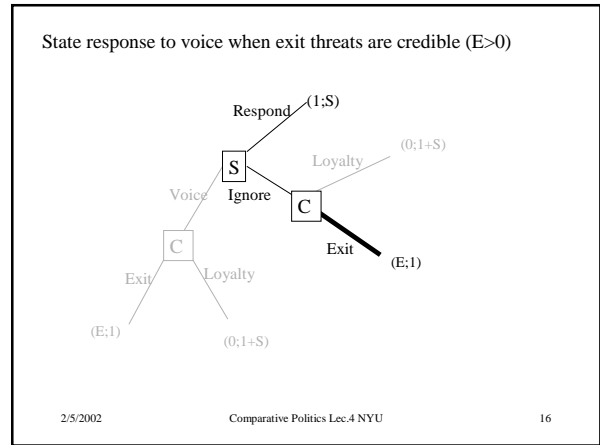 State response to voice when exit threats are credible (E>0)
(1;S)
Respond
(0;1+S)
Loyalty
S
Voice
Ignore
C
C
Exit
(E;1)
Exit
Loyalty
(E;1)
(0;1+S)
2/5/2002
Comparative Politics Lec.4 NYU
16